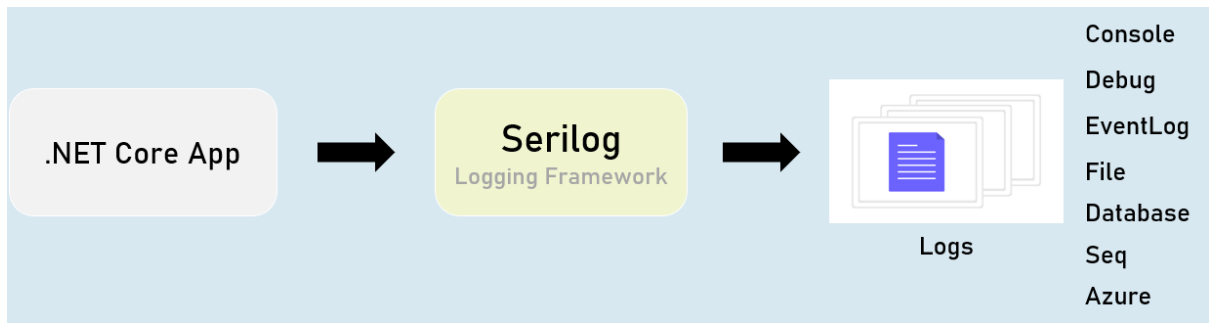 .NET Core App
Serilog
Logging Framework
Logs
Console
Debug
EventLog
File
Database
Seq
Azure